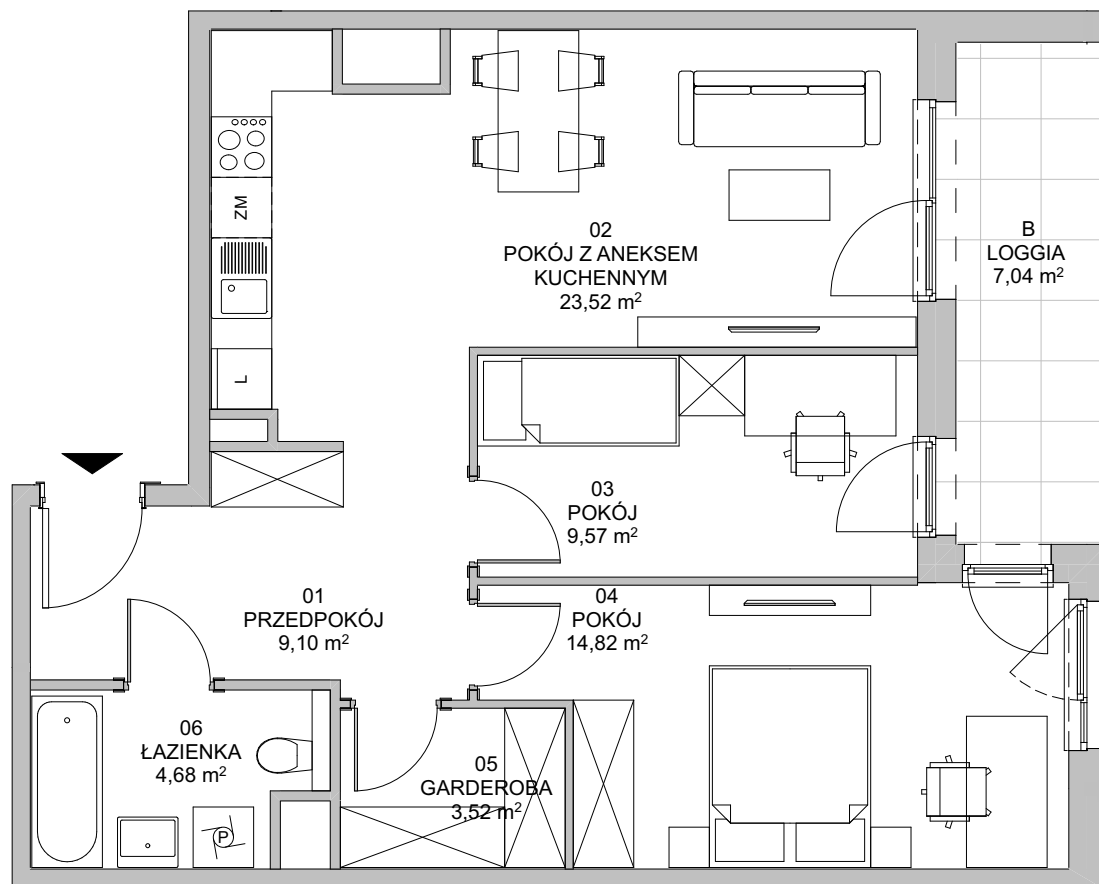 ZM
L
02
POKÓJ Z ANEKSEM
KUCHENNYM
23,52 m²
B
LOGGIA
7,04 m²
03
POKÓJ
9,57 m²
01
PRZEDPOKÓJ
9,10 m²
04
POKÓJ
14,82 m²
06
ŁAZIENKA
4,68 m²
P
05
GARDEROBA
3,52 m²